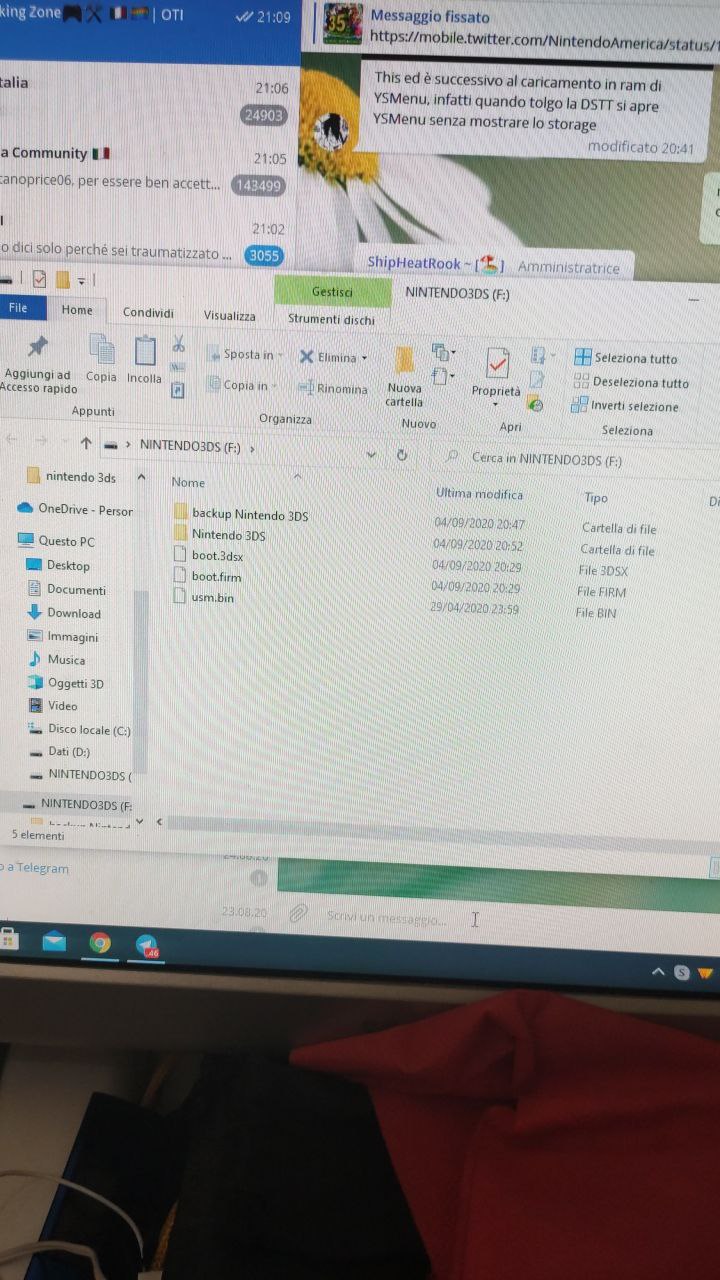 king Zone | OTI
21:09
talia
21:06
24903
a Community
21:05
canoprice06, per essere ben accett...
143499
21:02
o dici solo perché sei traumatizzato ...
3055
Messaggio fissato
https://mobile.twitter.com/NintendoAmerica/status/1
This ed è successivo al caricamento in ram di
YSMenu, infatti quando tolgo la DSTT si apre
YSMenu senza mostrare lo storage
modificato 20:41
ShipHeatRook ~ [ ] Amministratrice
Gestisci
NINTENDO3DS (F:)
File
Home
Condividi
Visualizza
Strumenti dischi
Aggiungi ad
Accesso rapido
Copia
Incolla
Appunti
Sposta in
Copia in
Elimina
Rinomina
Organizza
Nuova
cartella
Nuovo
Proprietà
Apri
Seleziona tutto
Deseleziona tutto
Inverti selezione
Seleziona
NINTENDO3DS (F:)
Cerca in NINTENDO3DS (F:)
nintendo 3ds
OneDrive - Person
Questo PC
Desktop
Documenti
Download
Immagini
Musica
Oggetti 3D
Video
Disco locale (C:)
Dati (D:)
NINTENDO3DS (
NINTENDO3DS (F:
5 elementi
Nome
Ultima modifica
Tipo
Di
backup Nintendo 3DS
04/09/2020 20:47
Cartella di file
Nintendo 3DS
04/09/2020 20:52
Cartella di file
boot.3dsx
04/09/2020 20:29
File 3DSX
boot.firm
04/09/2020 20:29
File FIRM
usm.bin
29/04/2020 23:59
File BIN
o a Telegram
23.08.20
Scrivi un messaggio...
46